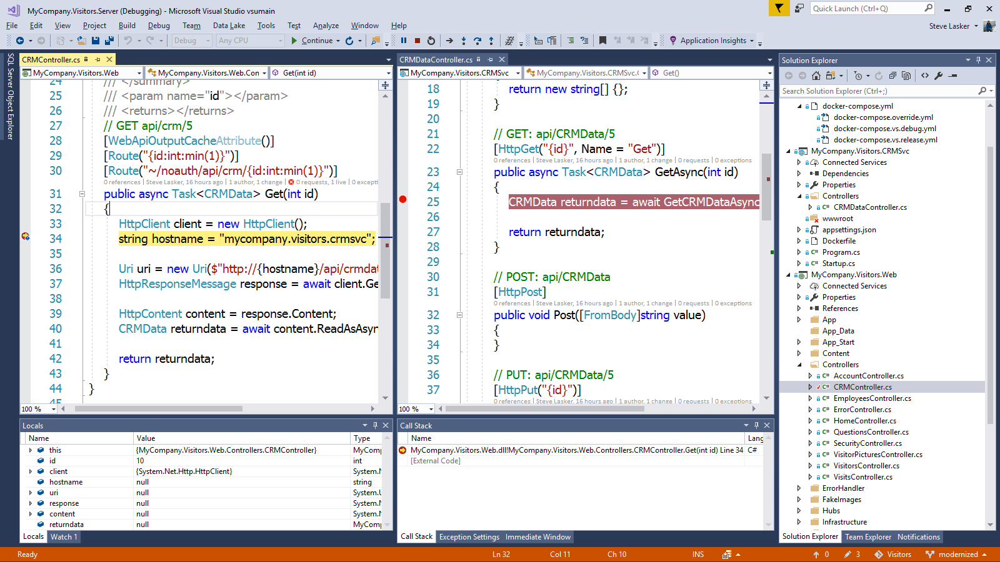 MyCompany.Visitors.Server (Debugging) - Microsoft Visual Studio vsumain
Quick Launch (Ctrl+Q)
File Edit View Project Build Debug Team Data Lake Tools Test Analyze Window Help
Steve Lasker
Debug Any CPU Continue Application Insights
SQL Server Object Explorer
CRMController.cs
MyCompany.Visitors.Web MyCompany.Visitors.Web.Con Get(int id)
24 /// </summary>
25 /// <param name="id"></param>
26 /// <returns></returns>
27 // GET api/crm/5
28 [WebApiOutputCacheAttribute()]
29 [Route("{id:int:min(1)}")]
30 [Route("~/noauth/api/crm/{id:int:min(1)}")]
0 references | Steve Lasker, 16 hours ago | 1 author, 1 change | 0 requests, 1 live | 0 excepti
31 public async Task<CRMData> Get(int id)
32 {
33 HttpClient client = new HttpClient();
34 string hostname = "mycompany.visitors.crmsvc";
35
36 Uri uri = new Uri($"http://{hostname}/api/crmdat
37 HttpResponseMessage response = await client.Ge
38
39 HttpContent content = response.Content;
40 CRMData returndata = await content.ReadAsAsyn
41
42 return returndata;
43 }
44 }
45
100 %
CRMDataController.cs
MyCompany.Visitors.CRMSvc MyCompany.Visitors.CRMSvc.C Get()
18 return new string[] {};
19 }
20
21 // GET: api/CRMData/5
22 [HttpGet("{id}", Name = "Get")]
0 references | Steve Lasker, 16 hours ago | 1 author, 1 change | 0 requests | 0 exceptions
23 public async Task<CRMData> GetAsync(int id)
24 {
25 CRMData returndata = await GetCRMDataAsync
26
27 return returndata;
28 }
29
30 // POST: api/CRMData
31 [HttpPost]
0 references | Steve Lasker, 16 hours ago | 1 author, 1 change | 0 requests | 0 exceptions
32 public void Post([FromBody]string value)
33 {
34 }
35
36 // PUT: api/CRMData/5
37 [HttpPut("{id}")]
0 references | Steve Lasker, 16 hours ago | 1 author, 1 change | 0 requests | 0 exceptions
100 %
Locals
Name Value Type
this {MyCompany.Visitors.Web.Controllers.CRMController} MyComp
id 10 int
client {System.Net.Http.HttpClient} System.N
hostname null string
uri null System.U
response null System.N
content null System.N
returndata null MyComp
Locals Watch 1
Call Stack
Name Lang
MyCompany.Visitors.Web.dll!MyCompany.Visitors.Web.Controllers.CRMController.Get(int id) Line 34 C#
[External Code]
Call Stack Exception Settings Immediate Window
Solution Explorer
Search Solution Explorer (Ctrl+;)
docker-compose.yml
docker-compose.override.yml
docker-compose.vs.debug.yml
docker-compose.vs.release.yml
MyCompany.Visitors.CRMSvc
Connected Services
Dependencies
Properties
Controllers
C# CRMDataController.cs
wwwroot
appsettings.json
Dockerfile
C# Program.cs
C# Startup.cs
MyCompany.Visitors.Web
Connected Services
Properties
References
App
App_Data
App_Start
Content
Controllers
C# AccountController.cs
C# CRMController.cs
C# EmployeesController.cs
C# ErrorController.cs
C# HomeController.cs
C# QuestionsController.cs
C# SecurityController.cs
C# VisitorPicturesController.cs
C# VisitorsController.cs
C# VisitsController.cs
ErrorHandler
FakeImages
Hubs
Infrastructure
Solution Explorer Team Explorer Notifications
Ready Ln 32 Col 11 Ch 10 INS 0 3 Visitors modernized